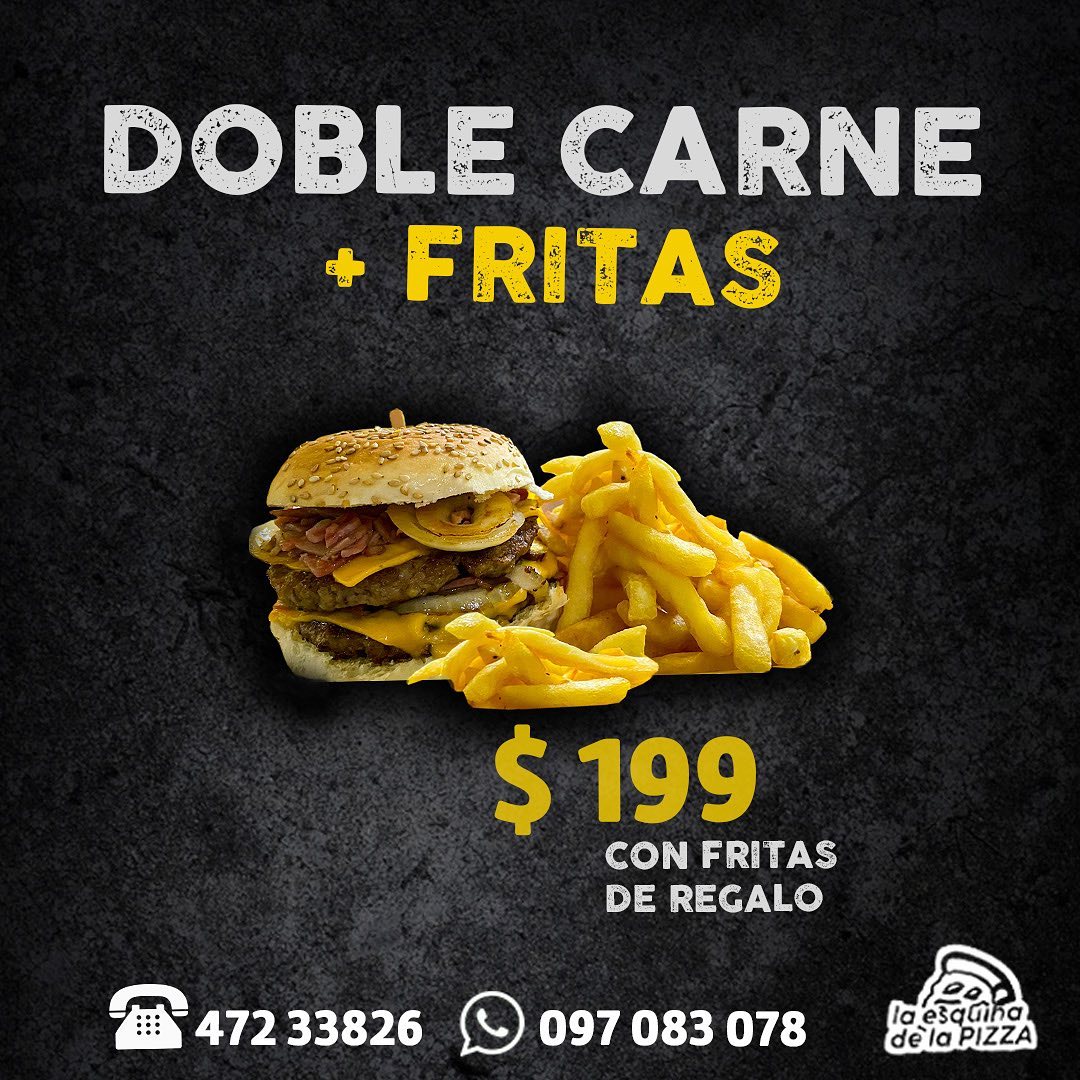 DOBLE CARNE
+ FRITAS
$ 199
CON FRITAS
DE REGALO
472 33826
097 083 078
la esquina
de la PIZZA